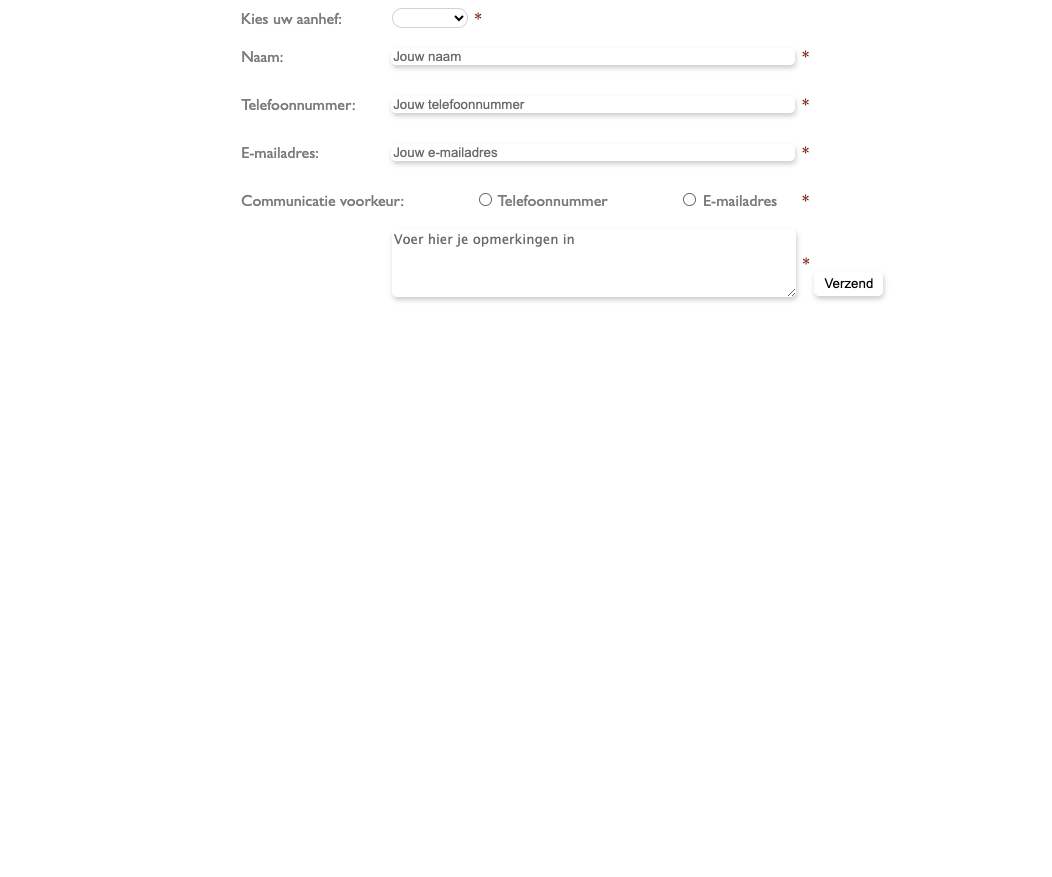 Kies uw aanhef: *
Naam: Jouw naam *
Telefoonnummer: Jouw telefoonnummer *
E-mailadres: Jouw e-mailadres *
Communicatie voorkeur: Telefoonnummer E-mailadres *
Voer hier je opmerkingen in
* Verzend